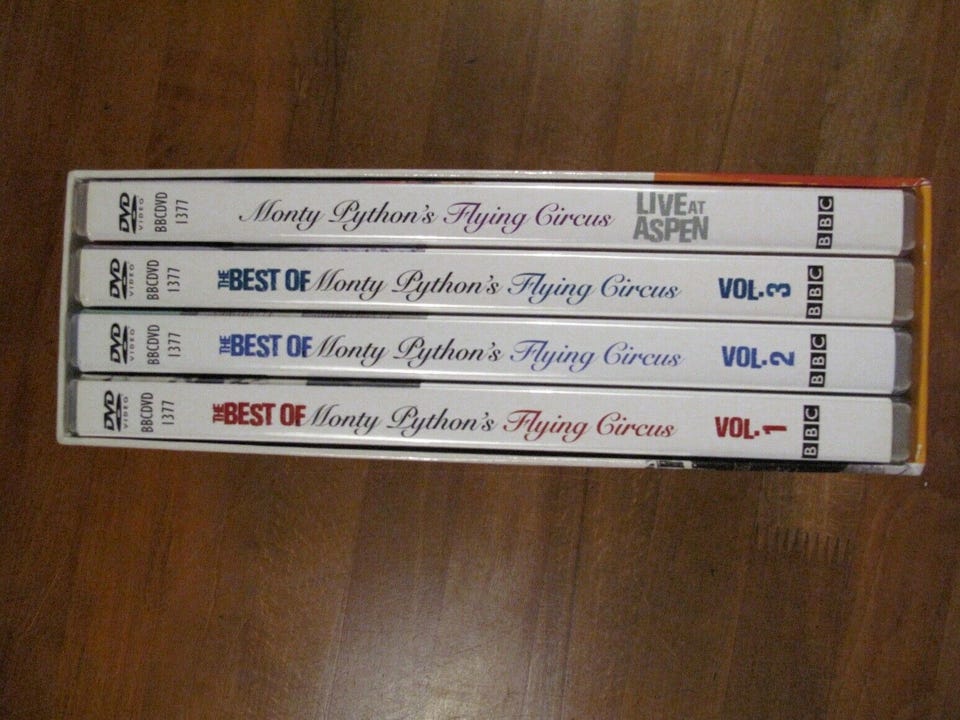 DVD VIDEO BBCDVD 1377 Monty Python's Flying Circus LIVE AT ASPEN BBC
DVD VIDEO BBCDVD 1377 THE BEST OF Monty Python's Flying Circus VOL.3 BBC
DVD VIDEO BBCDVD 1377 THE BEST OF Monty Python's Flying Circus VOL.2 BBC
DVD VIDEO BBCDVD 1377 THE BEST OF Monty Python's Flying Circus VOL.1 BBC